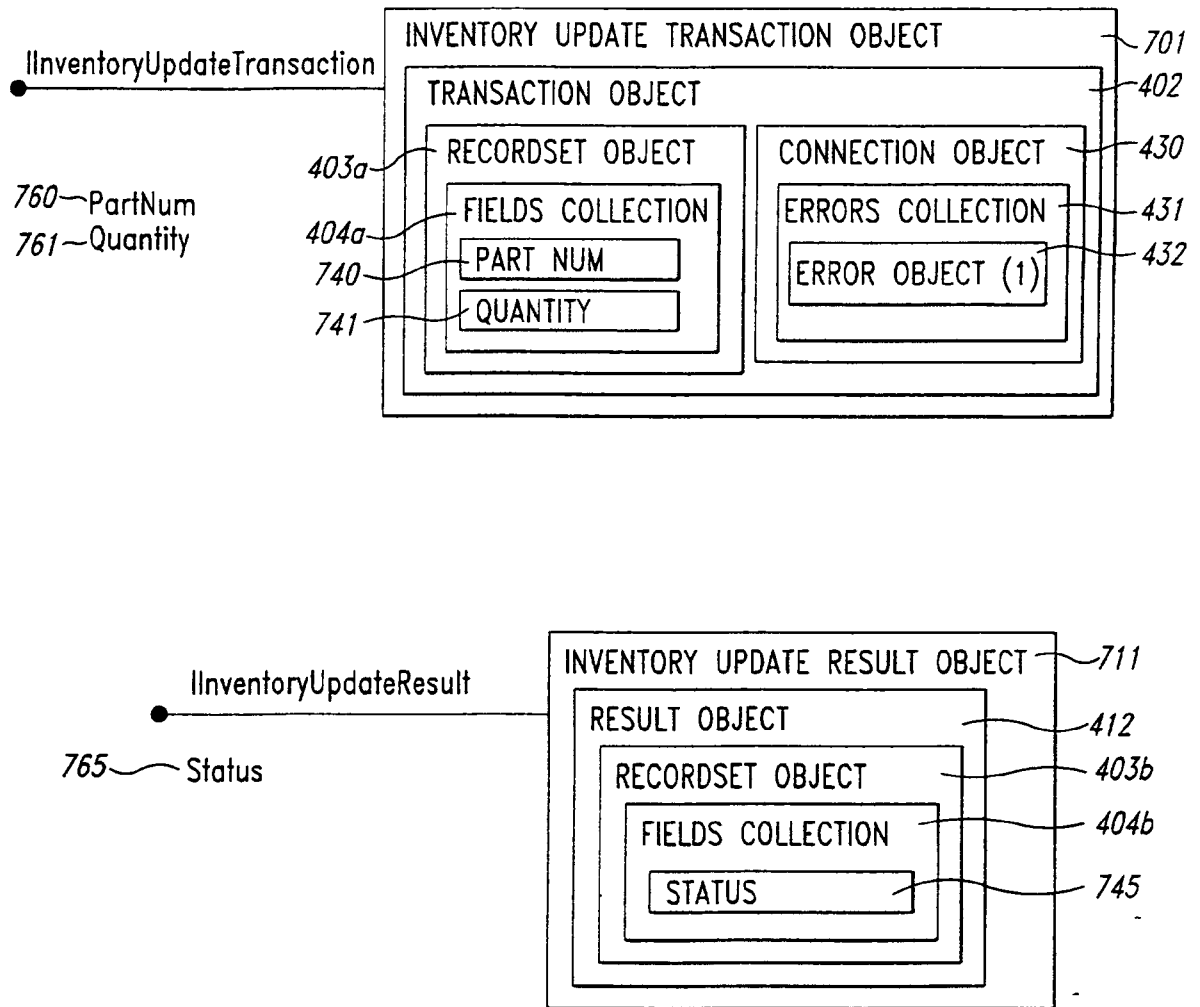 INVENTORY UPDATE TRANSACTION OBJECT 701
IInventoryUpdateTransaction
TRANSACTION OBJECT 402
403a RECORDSET OBJECT
CONNECTION OBJECT 430
760 PartNum
404a FIELDS COLLECTION
ERRORS COLLECTION 431
761 Quantity
740 PART NUM
ERROR OBJECT (1) 432
741 QUANTITY
INVENTORY UPDATE RESULT OBJECT 711
IInventoryUpdateResult
RESULT OBJECT 412
765 Status
RECORDSET OBJECT 403b
FIELDS COLLECTION 404b
STATUS 745